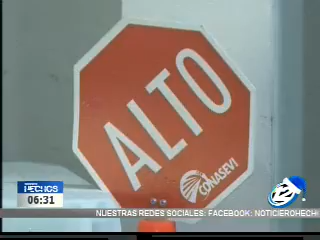 ALTO
CONASEVI
HECHOS
06:31
NUESTRAS REDES SOCIALES: FACEBOOK: NOTICIEROHECH